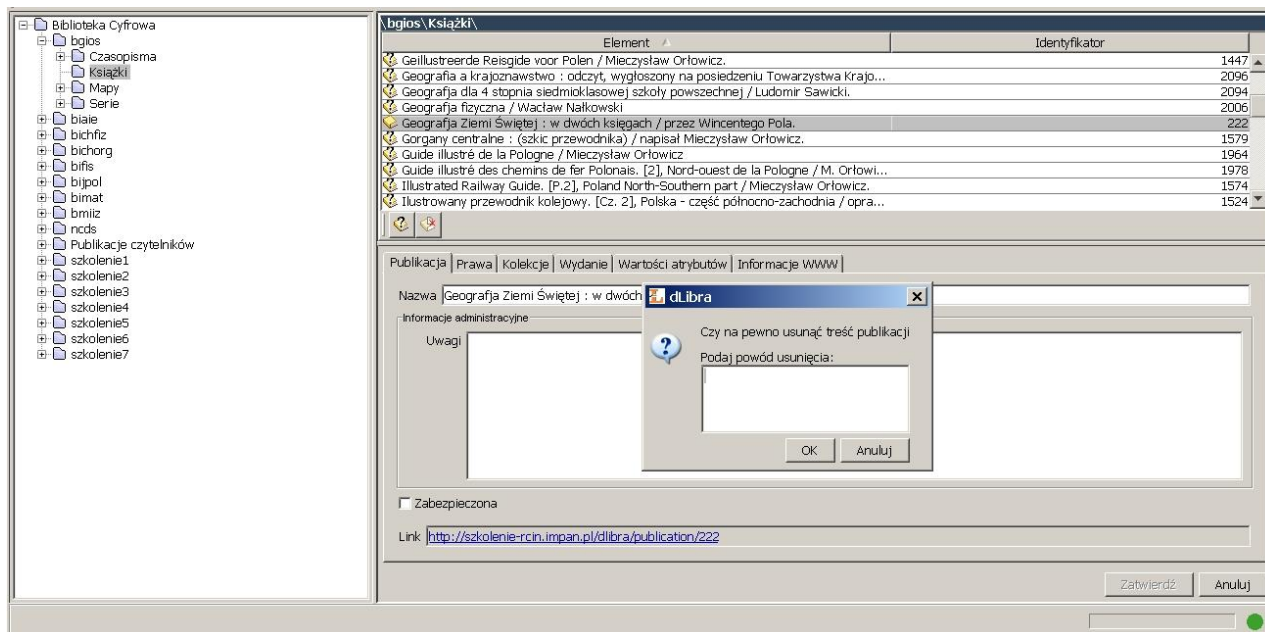 Biblioteka Cyfrowa
bgios
Czasopisma
Książki
Mapy
Serie
biaie
bichfiz
bichorg
bifis
bijpol
bimat
bmiiz
ncds
Publikacje czytelników
szkolenie1
szkolenie2
szkolenie3
szkolenie4
szkolenie5
szkolenie6
szkolenie7
\bgios\Książki\
Element Identyfikator
Geillustreerde Reisgide voor Polen / Mieczysław Orłowicz. 1447
Geografia a krajoznawstwo : odczyt, wygłoszony na posiedzeniu Towarzystwa Krajo... 2096
Geografja dla 4 stopnia siedmioklasowej szkoły powszechnej / Ludomir Sawicki. 2094
Geografja fizyczna / Wacław Nałkowski 2006
Geografja Ziemi Świętej : w dwóch księgach / przez Wincentego Pola. 222
Gorgany centralne : (szkic przewodnika) / napisał Mieczysław Orłowicz. 1579
Guide illustré de la Pologne / Mieczysław Orłowicz 1964
Guide illustré des chemins de fer Polonais. [2], Nord-ouest de la Pologne / M. Orłowi... 1978
Illustrated Railway Guide. [P.2], Poland North-Southern part / Mieczysław Orłowicz. 1574
Ilustrowany przewodnik kolejowy. [Cz. 2], Polska - część północno-zachodnia / opra... 1524
Publikacja Prawa Kolekcje Wydanie Wartości atrybutów Informacje WWW
Nazwa Geografja Ziemi Świętej : w dwóch
Informacje administracyjne
Uwagi
dLibra
Czy na pewno usunąć treść publikacji
Podaj powód usunięcia:
OK Anuluj
Zabezpieczona
Link http://szkolenie-rcin.impan.pl/dlibra/publication/222
Zatwierdź Anuluj